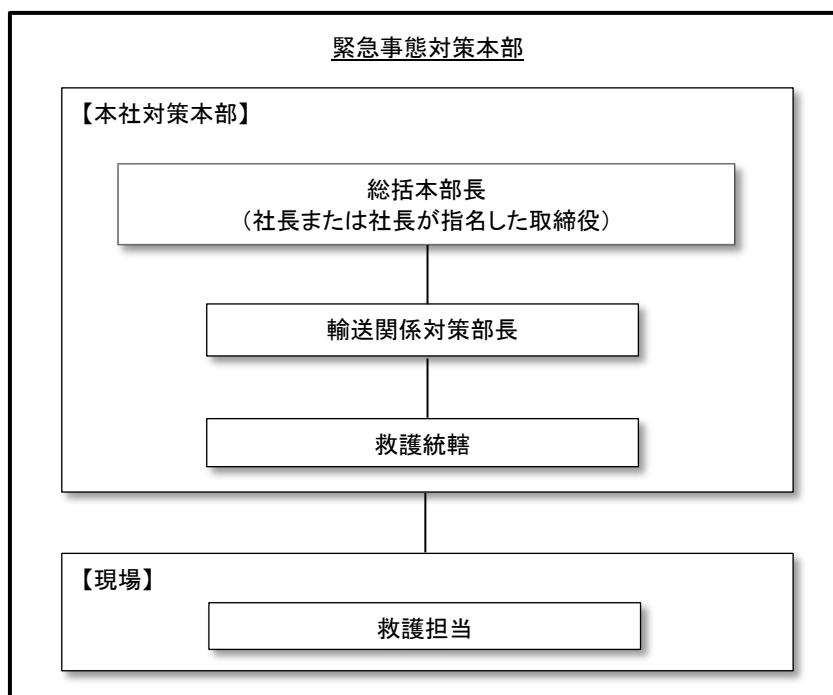 緊急事態対策本部
【本社対策本部】
総括本部長
（社長または社長が指名した取締役）
輸送関係対策部長
救護統轄
【現場】
救護担当